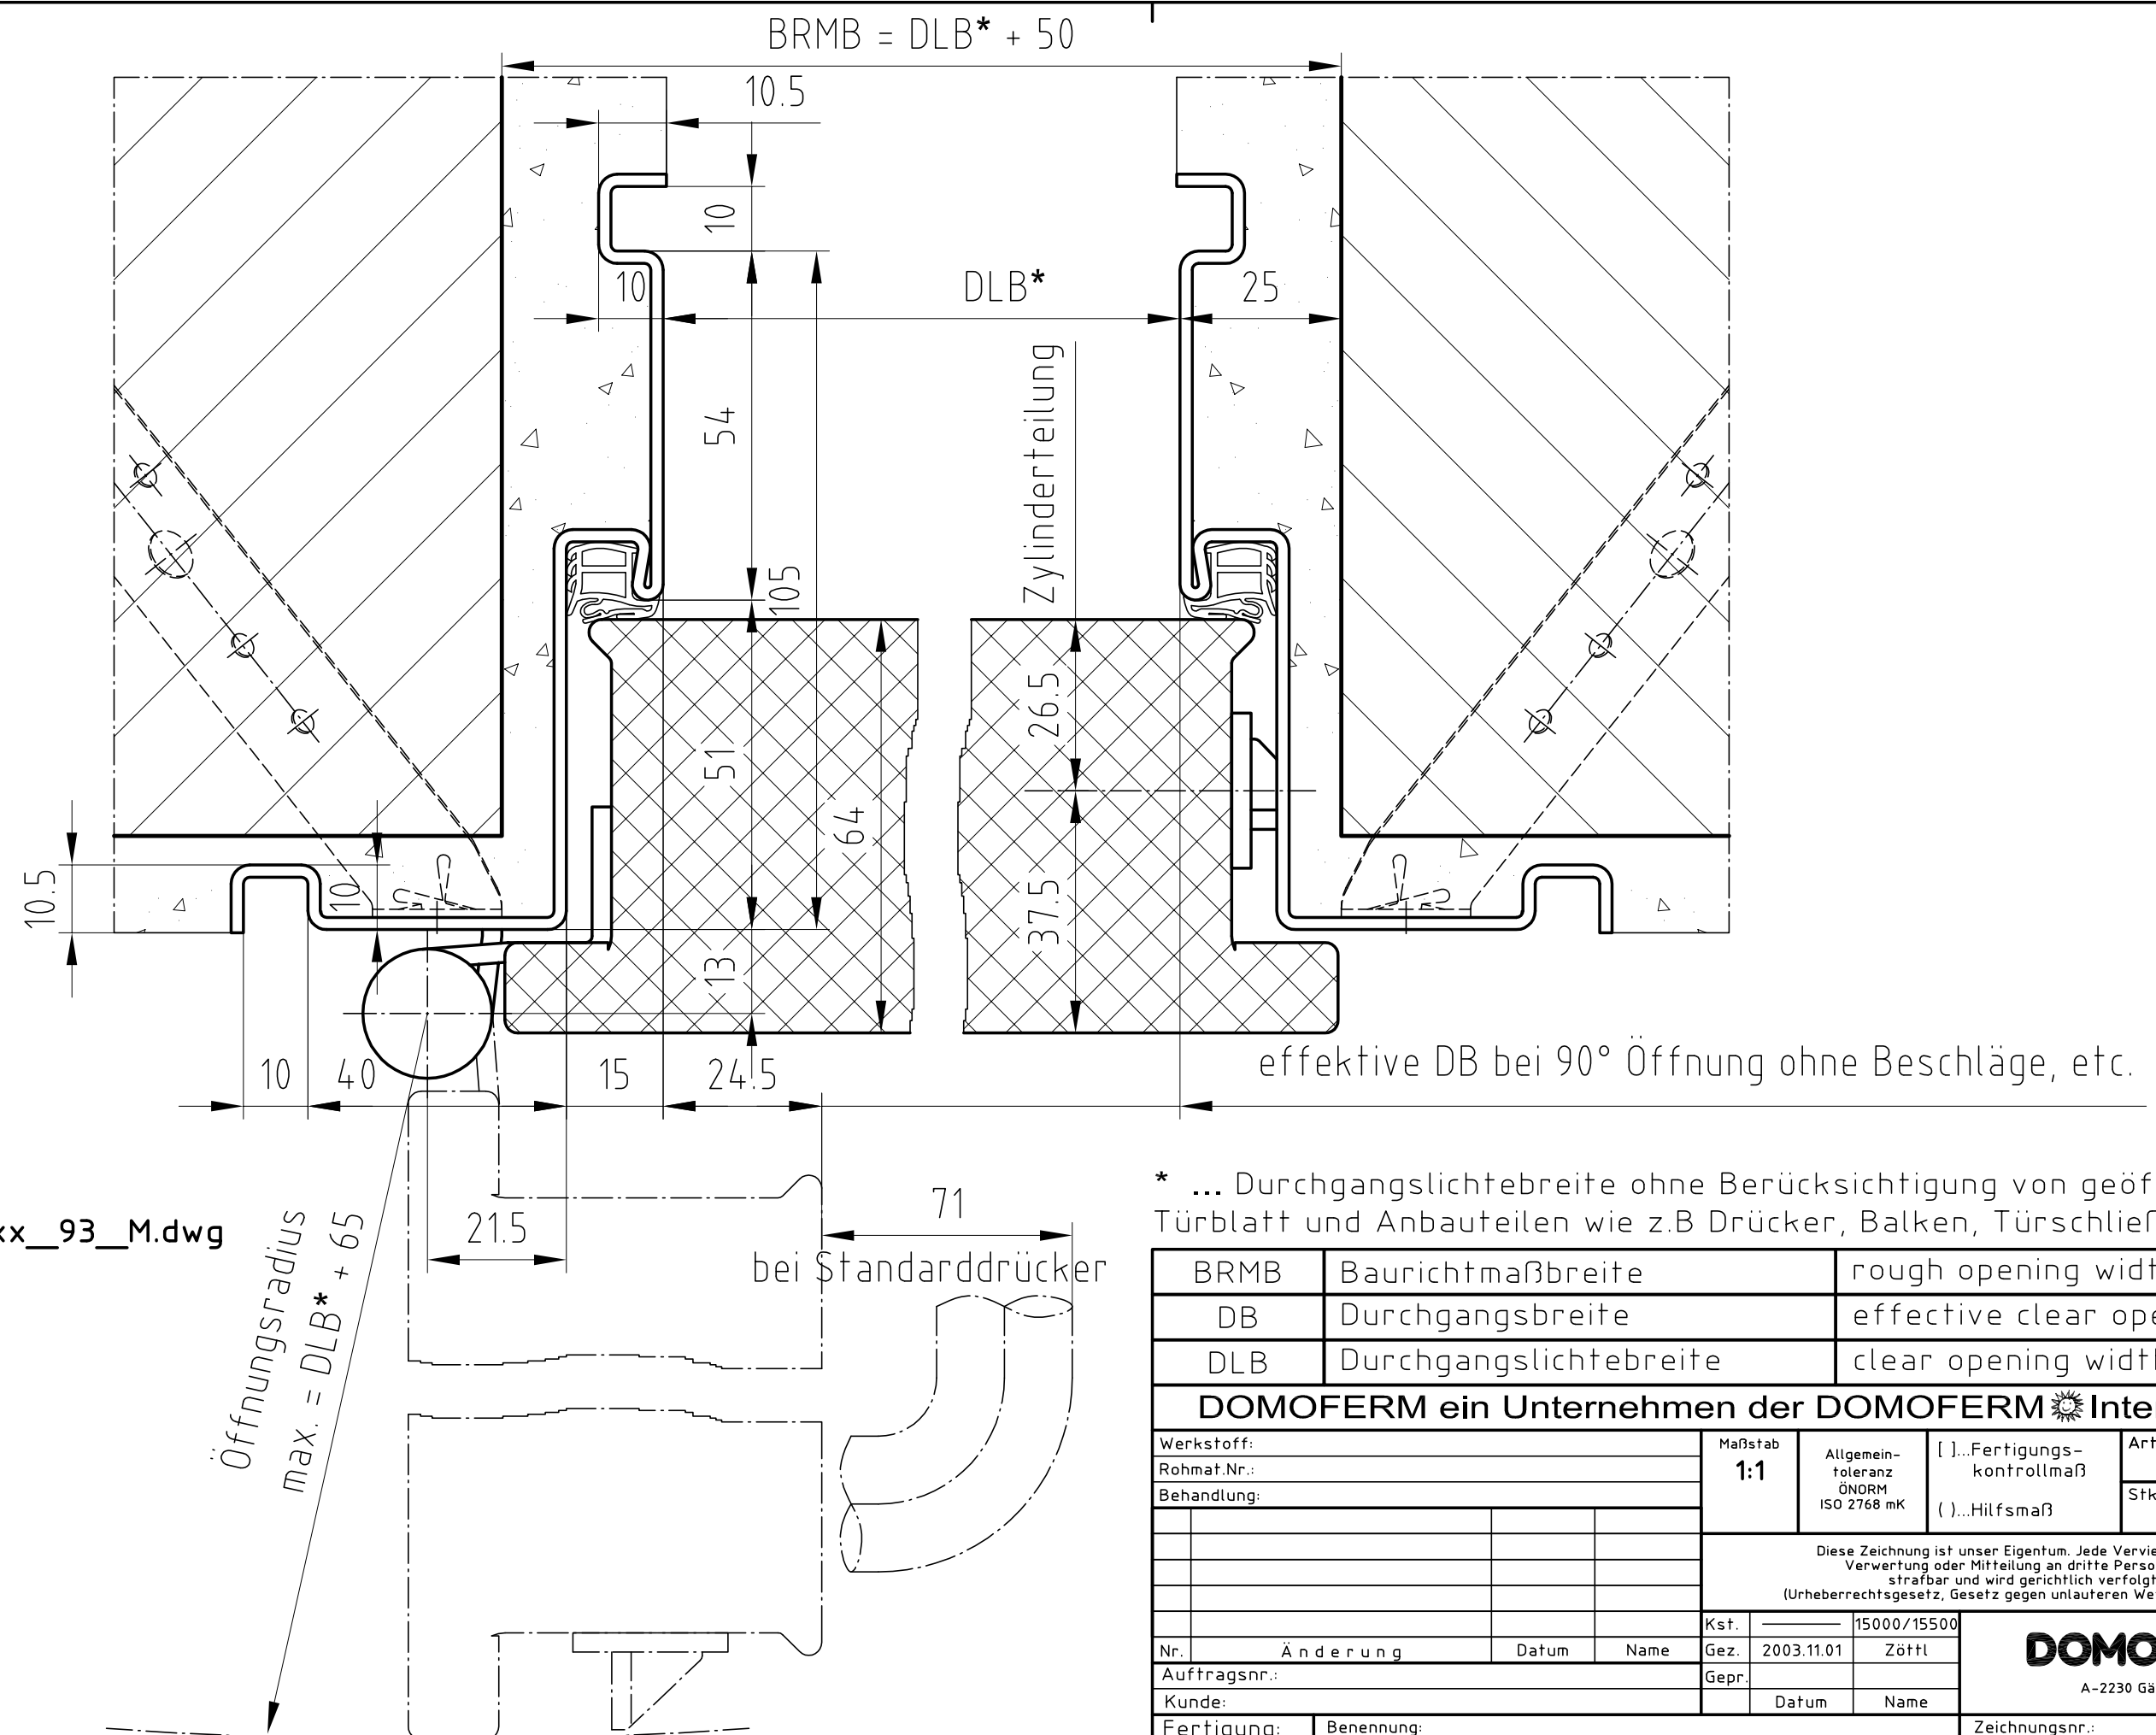 BRMB = DLB* + 50
10.5
10
10
DLB*
25
54
Zylinderteilung
105
26.5
51
64
10.5
10
37.5
13
effektive DB bei 90° Öffnung ohne Beschläge, etc.
10
40
15
24.5
* ... Durchgangslichtebreite ohne Berücksichtigung von geöf
Türblatt und Anbauteilen wie z.B Drücker, Balken, Türschließ
xx__93__M.dwg
21.5
71
bei Standarddrücker
Öffnungsradius
max. = DLB* + 65
BRMB Baurichtmaßbreite rough opening widt
DB Durchgangsbreite effective clear ope
DLB Durchgangslichtebreite clear opening widt
DOMOFERM ein Unternehmen der DOMOFERM Inte
Werkstoff:
Rohmat.Nr.:
Behandlung:
Maßstab
1:1
Allgemein-
toleranz
ÖNORM
ISO 2768 mK
[ ]...Fertigungs-
kontrollmaß
( )...Hilfsmaß
Art
Stk
Diese Zeichnung ist unser Eigentum. Jede Vervie
Verwertung oder Mitteilung an dritte Perso
strafbar und wird gerichtlich verfolgt
(Urheberrechtsgesetz, Gesetz gegen unlauteren We
Kst. 15000/15500
Nr. Änderung Datum Name
Gez. 2003.11.01 Zöttl
Gepr.
Datum Name
Auftragsnr.:
Kunde:
DOMO
A-2230 Gä
Fertigung:
Benennung:
Zeichnungsnr.: